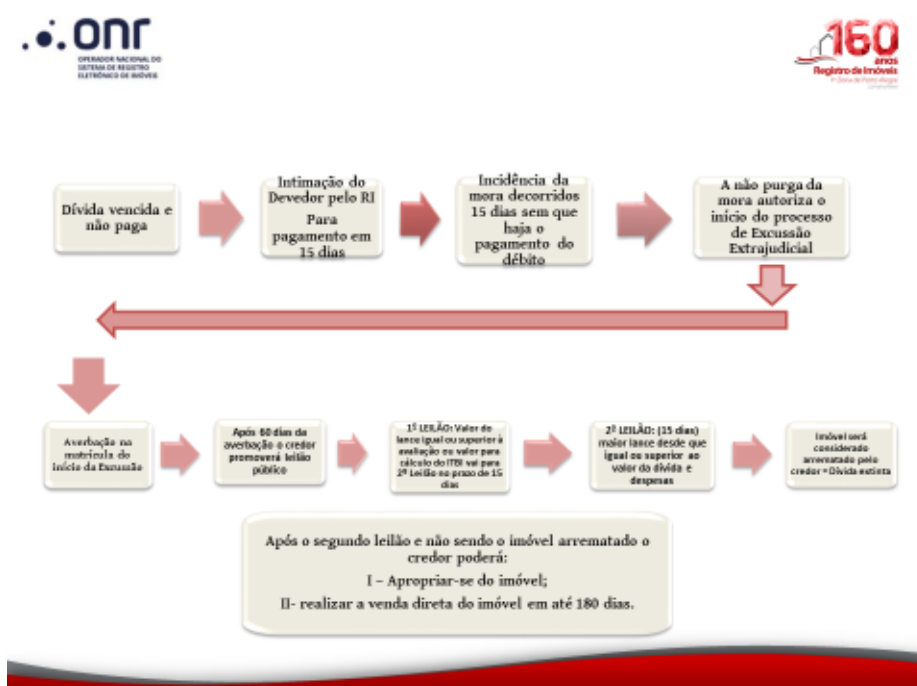 onr
OPERADOR NACIONAL DO
SISTEMA DE REGISTRO
ELETRÔNICO DE IMÓVEIS
160
anos
Registro de Imóveis
1ª Zona de Porto Alegre
Dívida vencida e
não paga
Intimação do
Devedor pelo RI
Para
pagamento em
15 dias
Incidência da
mora decorridos
15 dias sem que
haja o
pagamento do
débito
A não purga da
mora autoriza o
início do processo
de Excussão
Extrajudicial
Averbação na
matrícula do
início da Excussão
Após 60 dias da
averbação o credor
promoverá leilão
público
1º LEILÃO: Valor do
lance igual ou superior à
avaliação ou valor para
cálculo do ITBI vai para
2º Leilão no prazo de 15
dias
2º LEILÃO: (15 dias)
maior lance desde que
igual ou superior ao
valor da dívida e
despesas
Imóvel será
considerado
arrematado pelo
credor = Dívida extinta
Após o segundo leilão e não sendo o imóvel arrematado o
credor poderá:
I – Apropriar-se do imóvel;
II- realizar a venda direta do imóvel em até 180 dias.